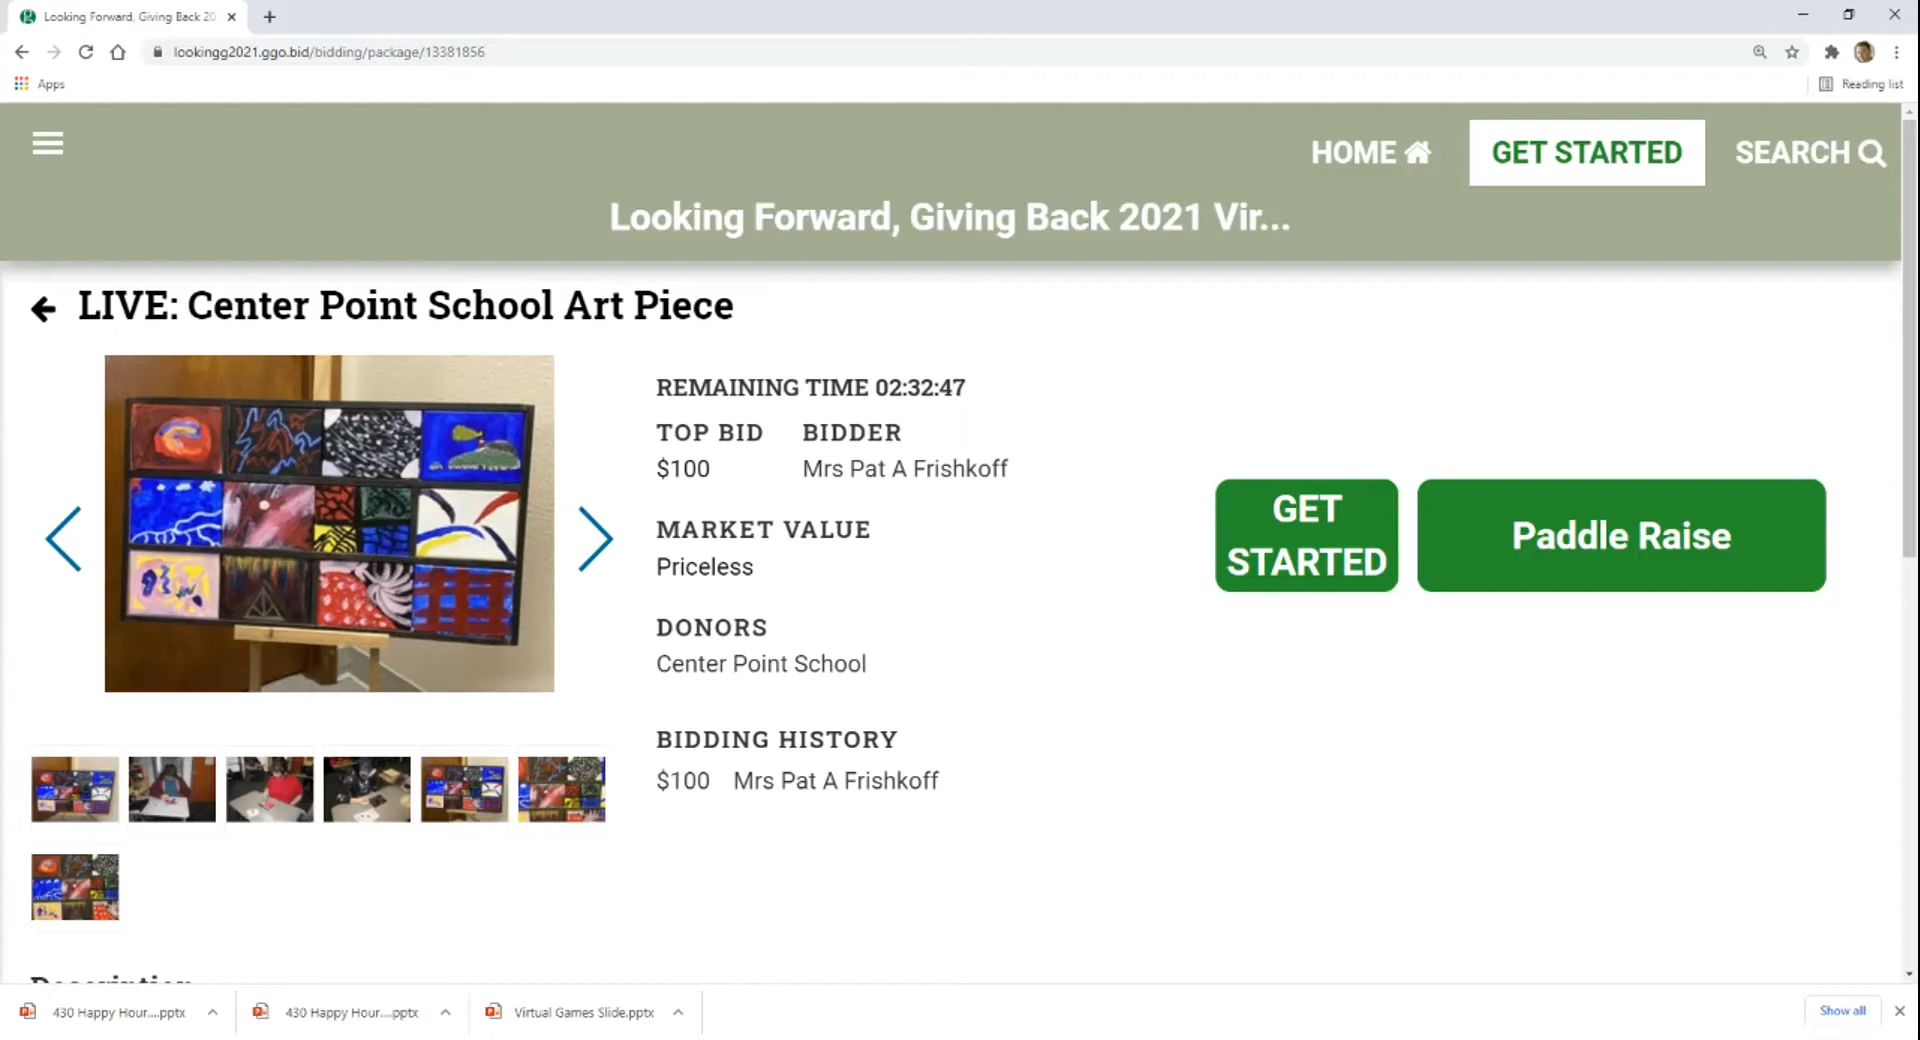 Looking Forward, Giving Back 20
lookingg2021.ggo.bid/bidding/package/13381856
Apps
Reading list
HOME
GET STARTED
SEARCH
Looking Forward, Giving Back 2021 Vir...
LIVE: Center Point School Art Piece
REMAINING TIME 02:32:47
TOP BID BIDDER
$100 Mrs Pat A Frishkoff
MARKET VALUE
Priceless
DONORS
Center Point School
BIDDING HISTORY
$100 Mrs Pat A Frishkoff
GET
STARTED
Paddle Raise
Description
430 Happy Hour....pptx
430 Happy Hour....pptx
Virtual Games Slide.pptx
Show all